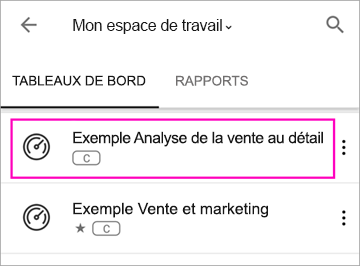 Mon espace de travail
TABLEAUX DE BORD RAPPORTS
Exemple Analyse de la vente au détail
C
Exemple Vente et marketing
C